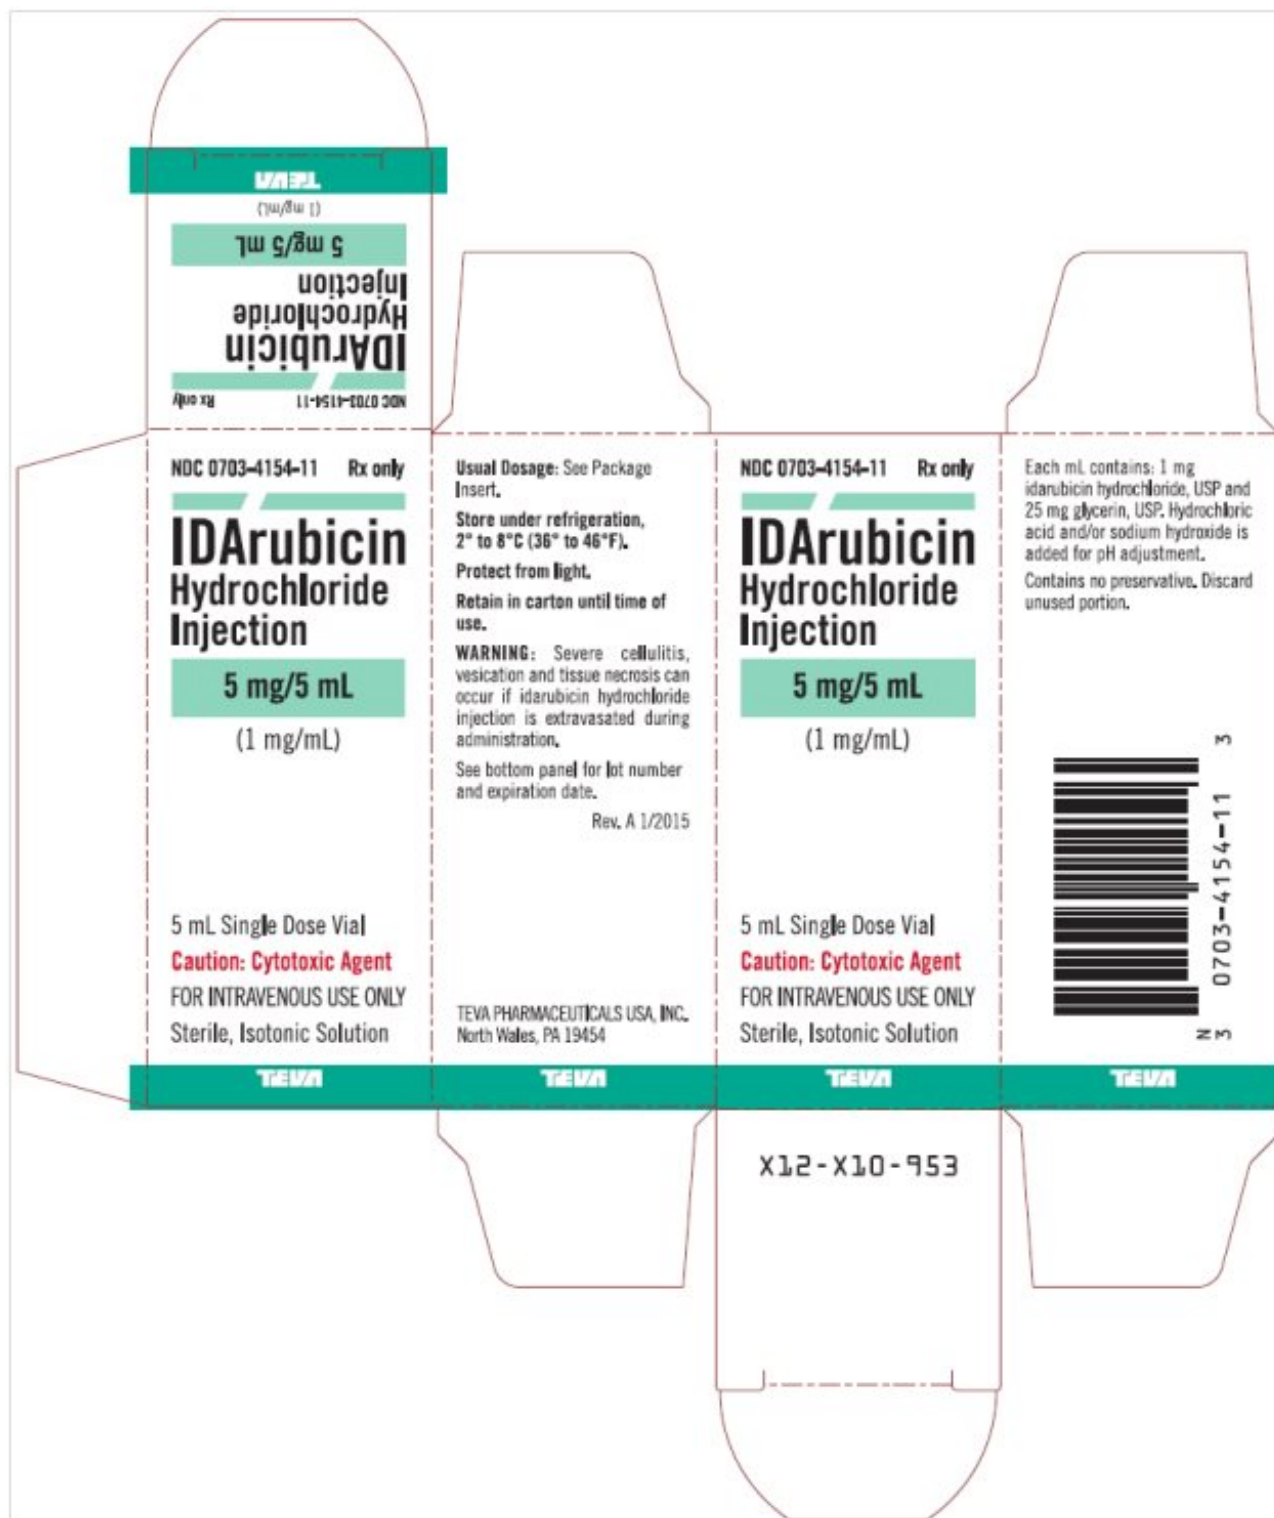 TEVA
(1 mg/mL)
5 mg/5 mL
Injection
Hydrochloride
IDArubicin
NDC 0703-4154-11 Rx only
NDC 0703-4154-11 Rx only
IDArubicin
Hydrochloride
Injection
5 mg/5 mL
(1 mg/mL)
5 mL Single Dose Vial
Caution: Cytotoxic Agent
FOR INTRAVENOUS USE ONLY
Sterile, Isotonic Solution
TEVA
Usual Dosage: See Package
Insert.
Store under refrigeration,
2° to 8°C (36° to 46°F).
Protect from light.
Retain in carton until time of
use.
WARNING: Severe cellulitis,
vesication and tissue necrosis can
occur if idarubicin hydrochloride
injection is extravasated during
administration.
See bottom panel for lot number
and expiration date.
Rev. A 1/2015
TEVA PHARMACEUTICALS USA, INC.
North Wales, PA 19454
TEVA
NDC 0703-4154-11 Rx only
IDArubicin
Hydrochloride
Injection
5 mg/5 mL
(1 mg/mL)
5 mL Single Dose Vial
Caution: Cytotoxic Agent
FOR INTRAVENOUS USE ONLY
Sterile, Isotonic Solution
TEVA
X12-X10-953
Each mL contains: 1 mg
idarubicin hydrochloride, USP and
25 mg glycerin, USP. Hydrochloric
acid and/or sodium hydroxide is
added for pH adjustment.
Contains no preservative. Discard
unused portion.
N
3 0703-4154-11 3
TEVA